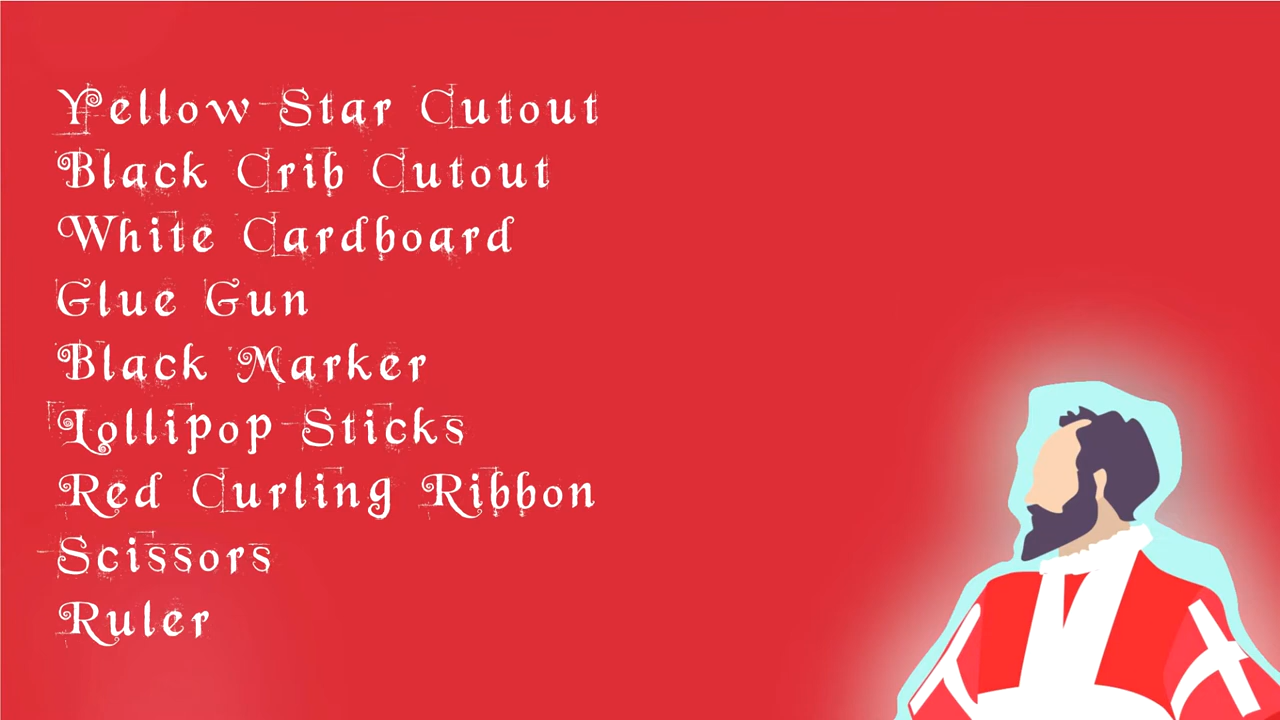 Yellow Star Cutout
Black Crib Cutout
White Cardboard
Glue Gun
Black Marker
Lollipop Sticks
Red Curling Ribbon
Scissors
Ruler